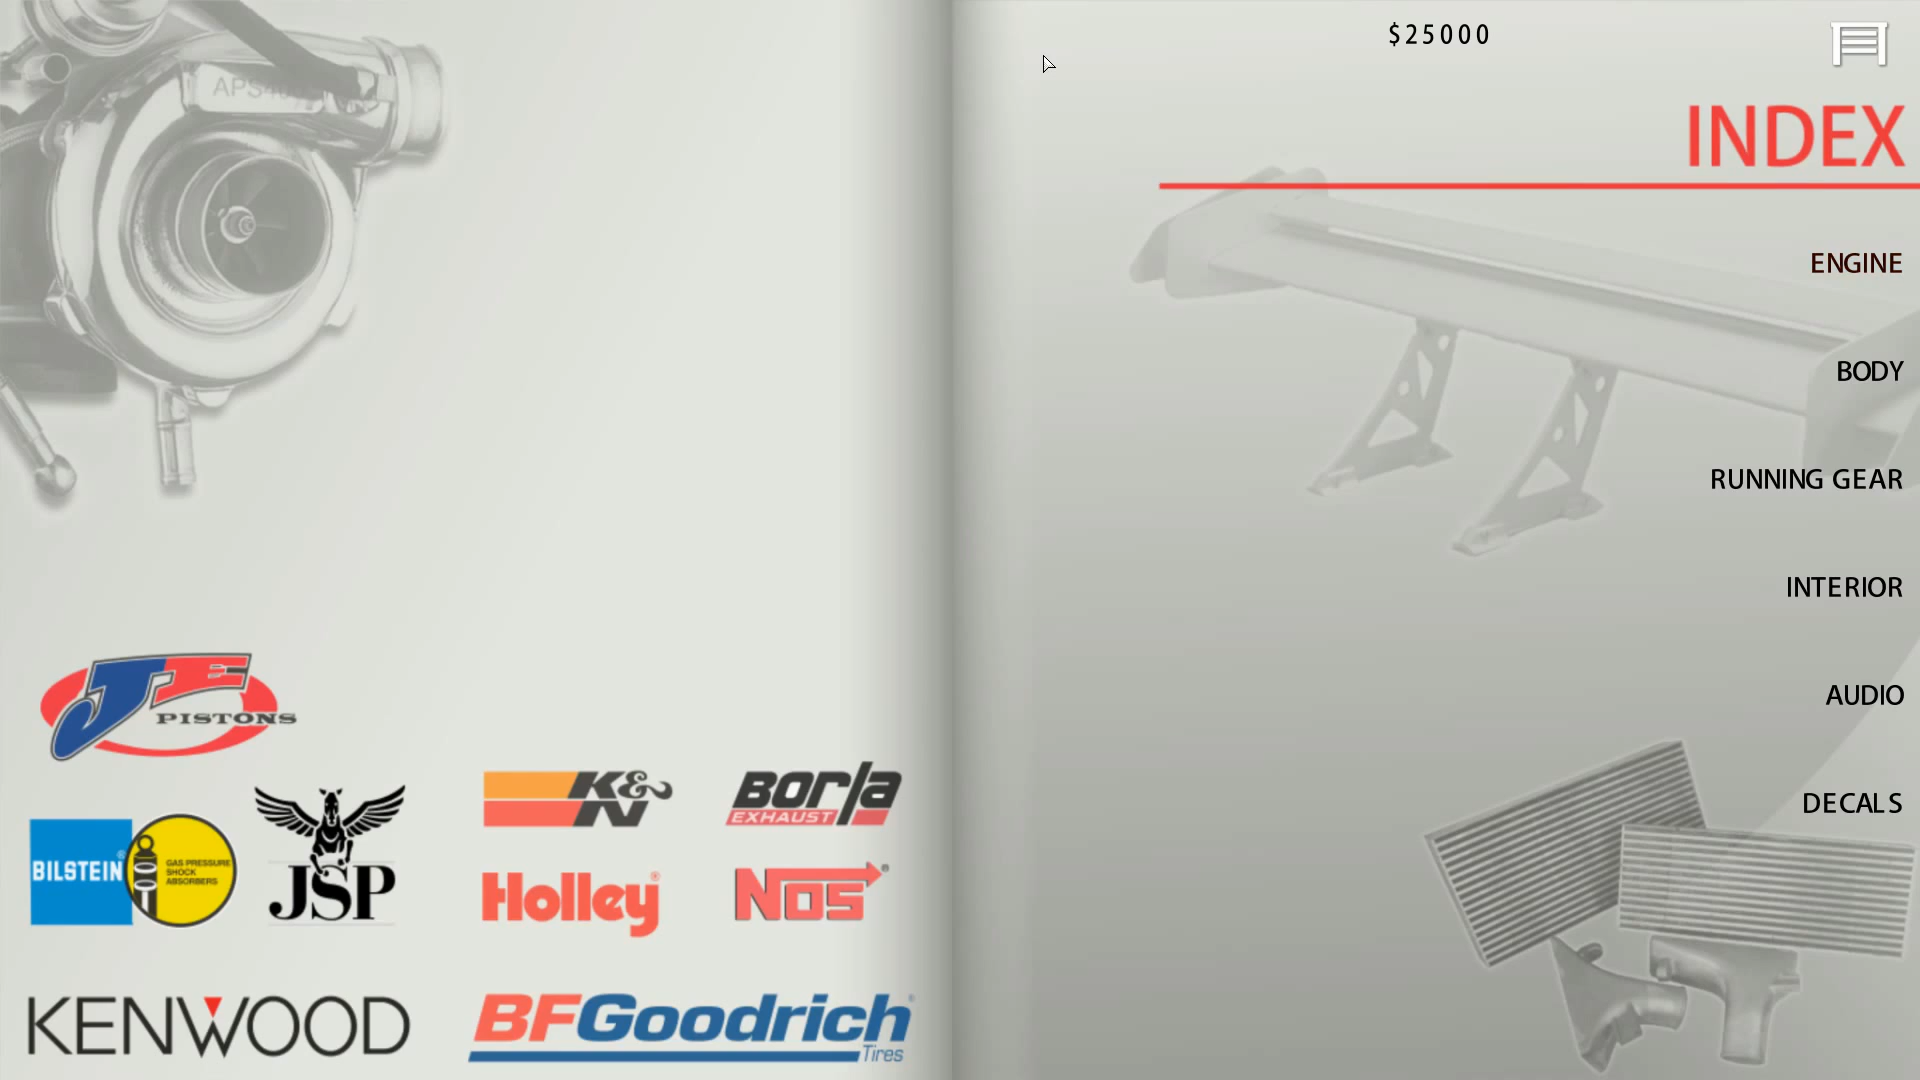 JE
PISTONS
BILSTEIN®
GAS PRESSURE
SHOCK
ABSORBERS
JSP
K&N
Borla
EXHAUST
Holley®
NOS®
KENWOOD
BFGoodrich®
Tires
$25000
INDEX
ENGINE
BODY
RUNNING GEAR
INTERIOR
AUDIO
DECALS